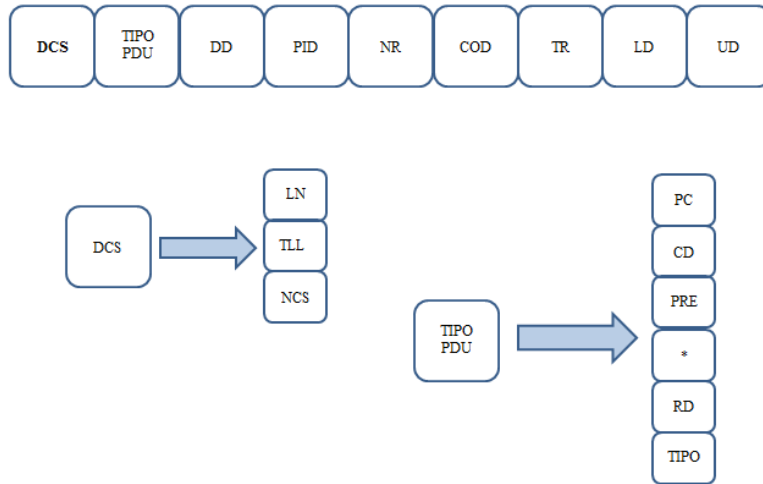 DCS
TIPO
PDU
DD
PID
NR
COD
TR
LD
UD
LN
DCS
TLL
NCS
PC
CD
PRE
TIPO
PDU
*
RD
TIPO